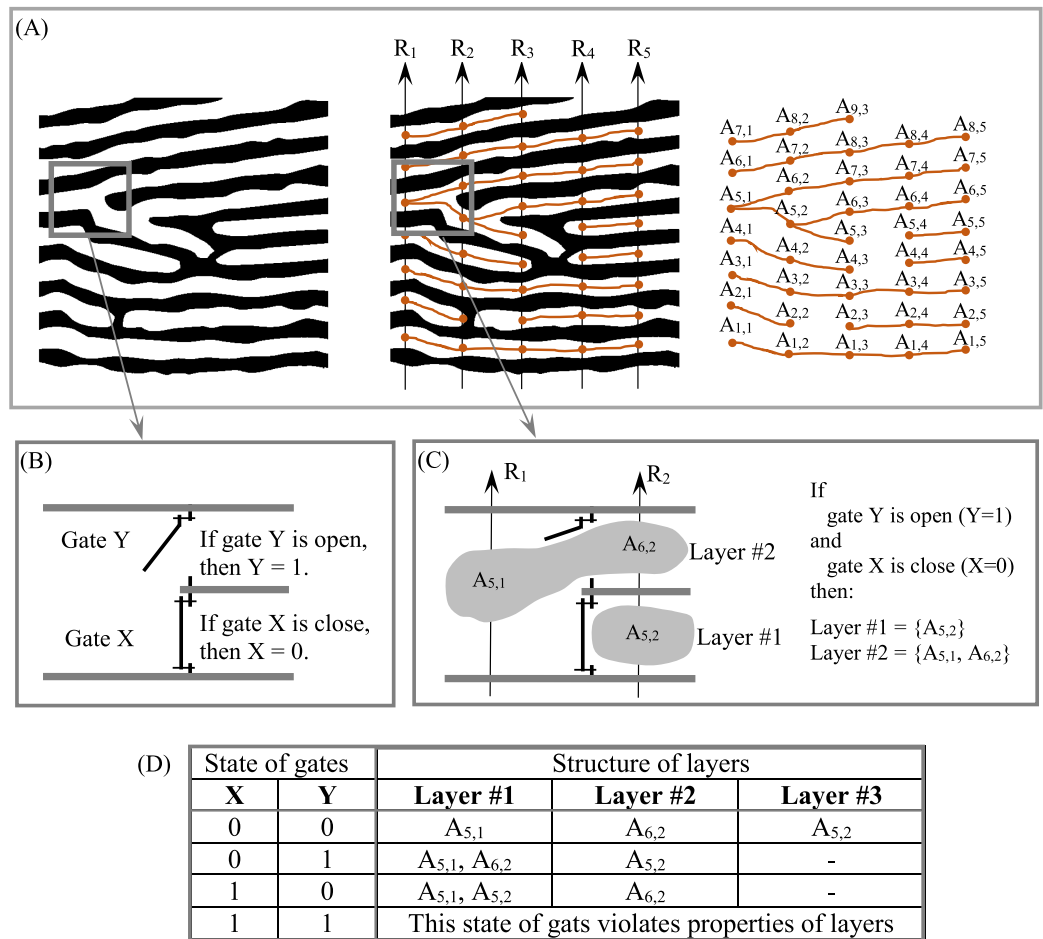 (A)
R1 R2 R3 R4 R5
A9,3
A7,1 A8,2
A8,3 A8,4 A8,5
A6,1 A7,2
A7,3 A7,4 A7,5
A5,1 A6,2
A6,3 A6,4 A6,5
A5,2
A4,1 A5,3 A5,4 A5,5
A4,2
A3,1 A4,3 A4,4 A4,5
A3,2 A3,3 A3,4 A3,5
A2,1
A2,2 A2,3 A2,4 A2,5
A1,1
A1,2 A1,3 A1,4 A1,5
(B)
Gate Y
If gate Y is open,
then Y = 1.
Gate X
If gate X is close,
then X = 0.
(C)
R1 R2
A6,2
Layer #2
A5,1
A5,2
Layer #1
If
gate Y is open (Y=1)
and
gate X is close (X=0)
then:
Layer #1 = {A5,2}
Layer #2 = {A5,1, A6,2}
(D)
State of gates Structure of layers
X Y Layer #1 Layer #2 Layer #3
0 0 A5,1 A6,2 A5,2
0 1 A5,1, A6,2 A5,2 -
1 0 A5,1, A5,2 A6,2 -
1 1 This state of gats violates properties of layers